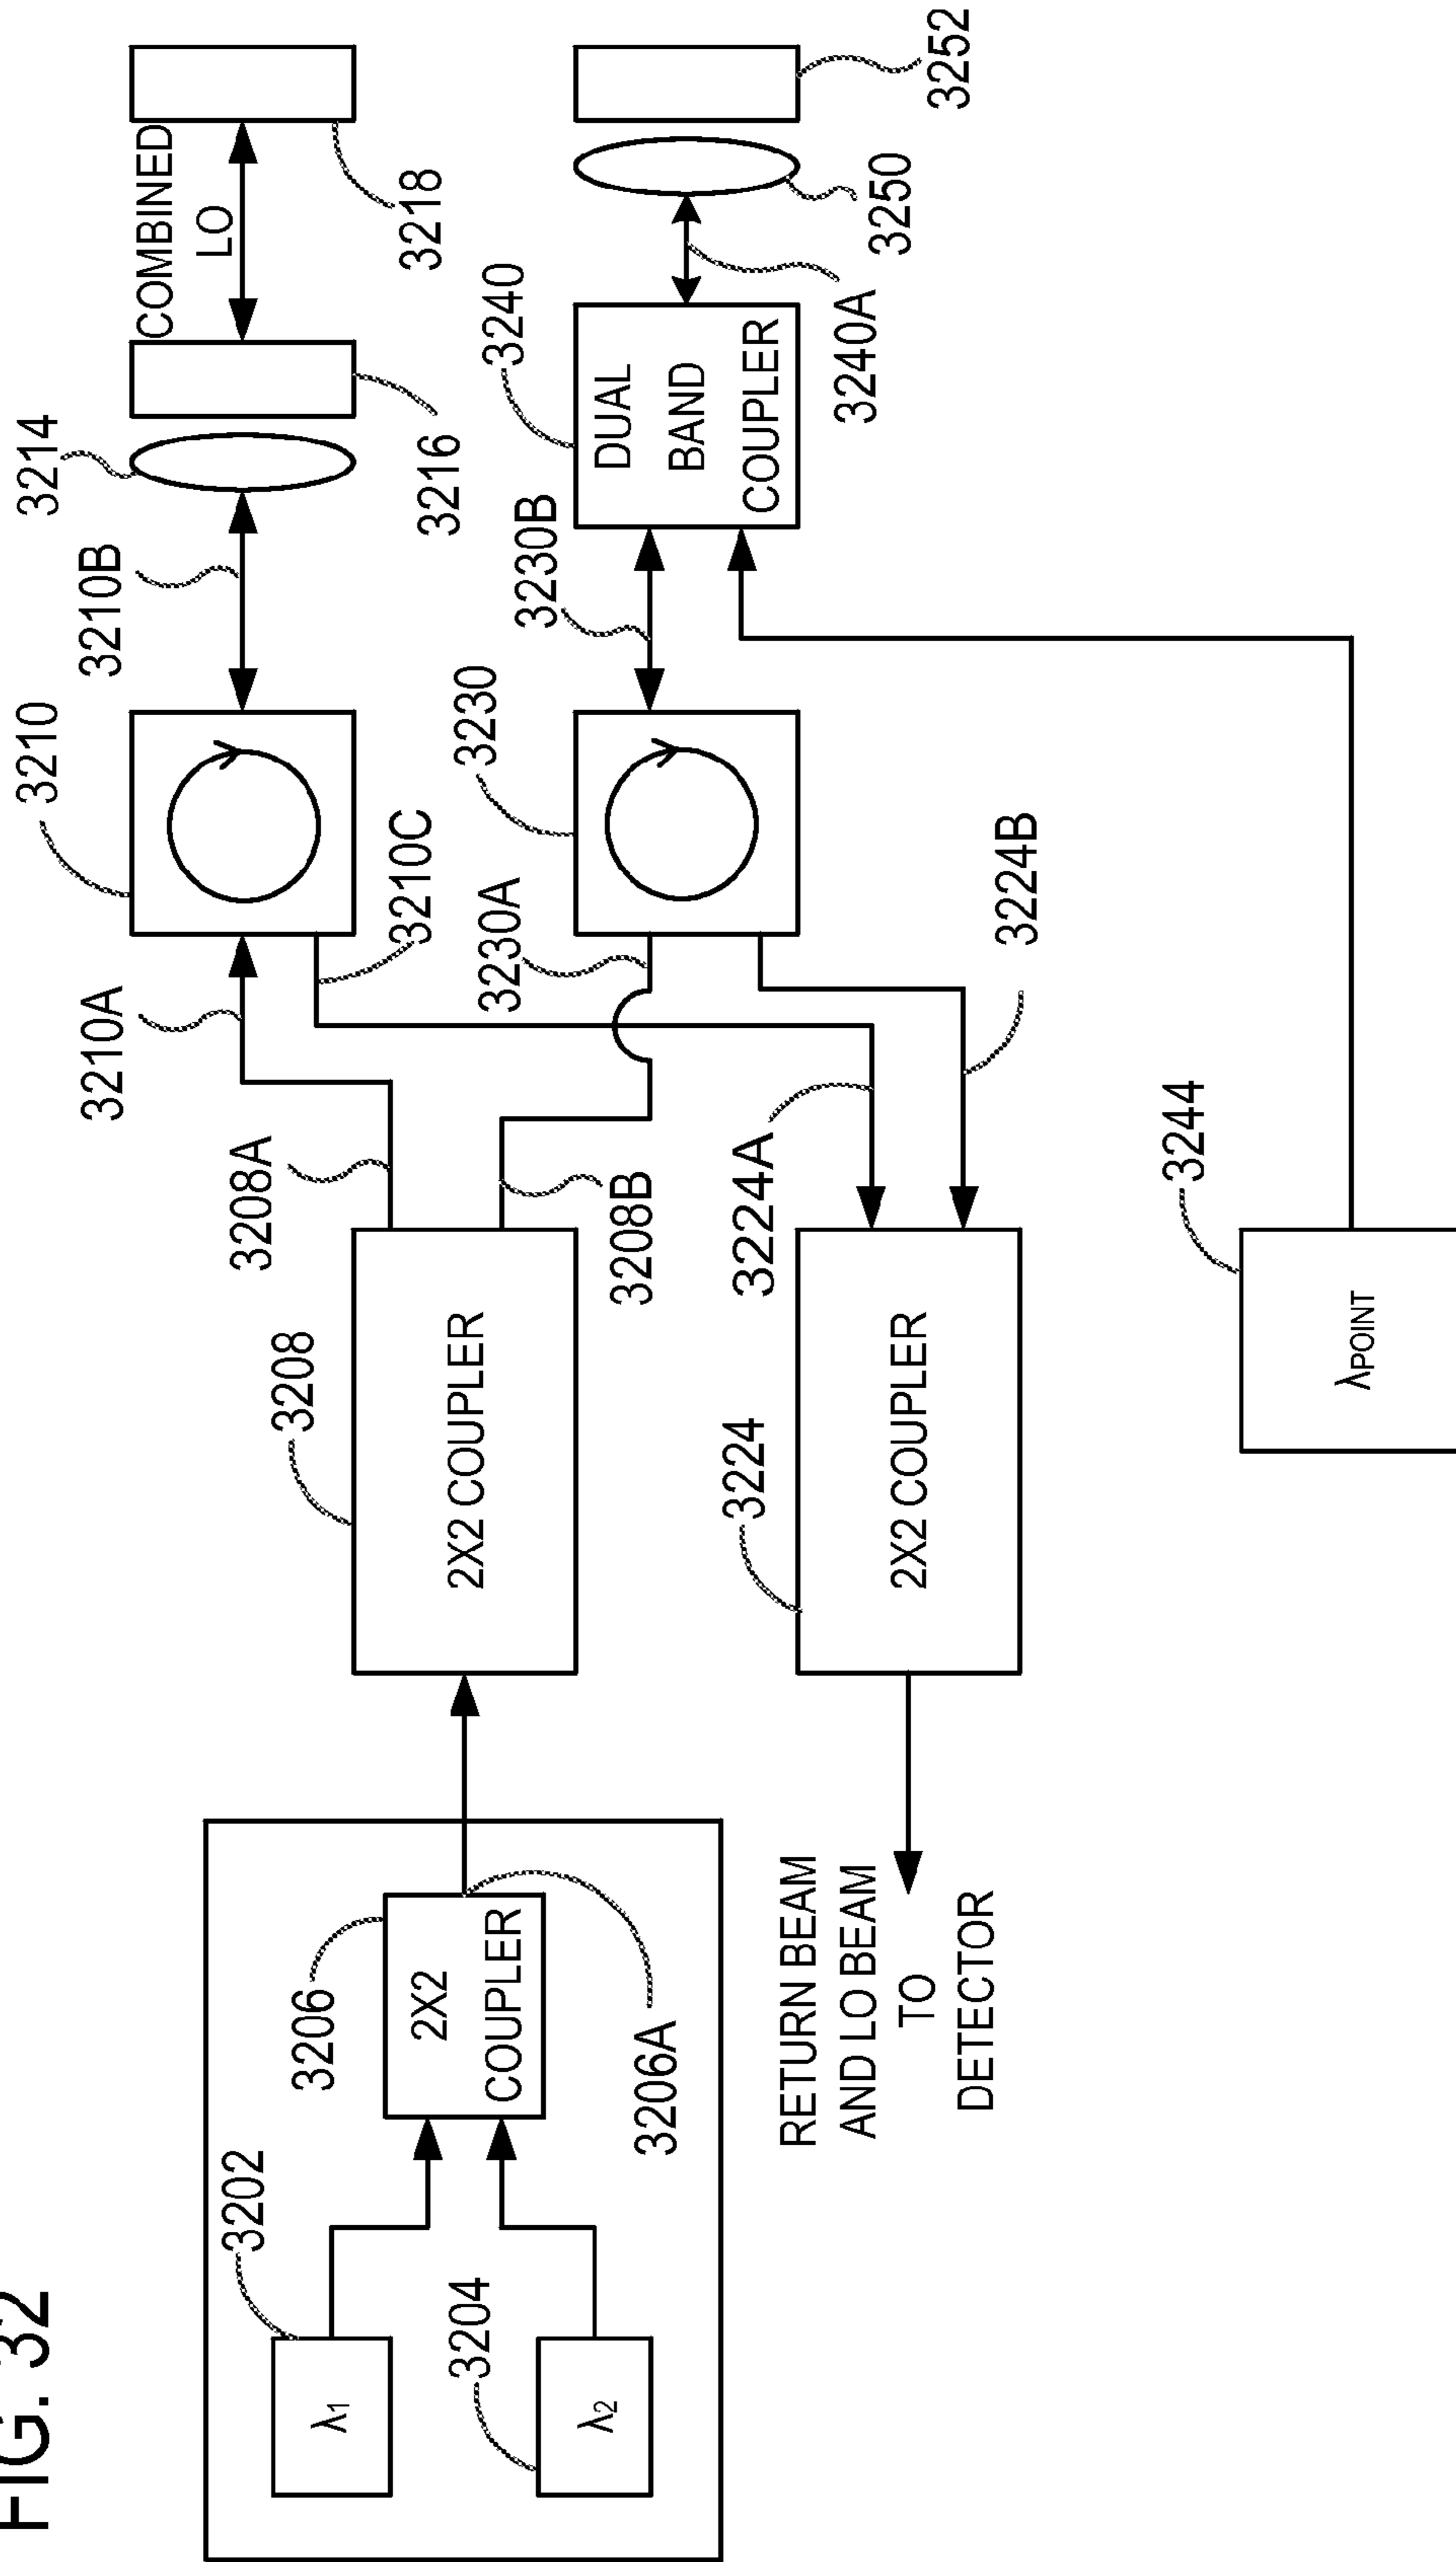 FIG. 32
3202
λ1
3204
λ2
3206
2X2
COUPLER
3206A
3208
2X2 COUPLER
3208A
3208B
3210A
3210
3210B
3210C
3214
3216
COMBINED
LO
3218
3230A
3230
3230B
3240
DUAL
BAND
COUPLER
3240A
3250
3252
3224
2X2 COUPLER
3224A
3224B
RETURN BEAM
AND LO BEAM
TO
DETECTOR
3244
λPOINT